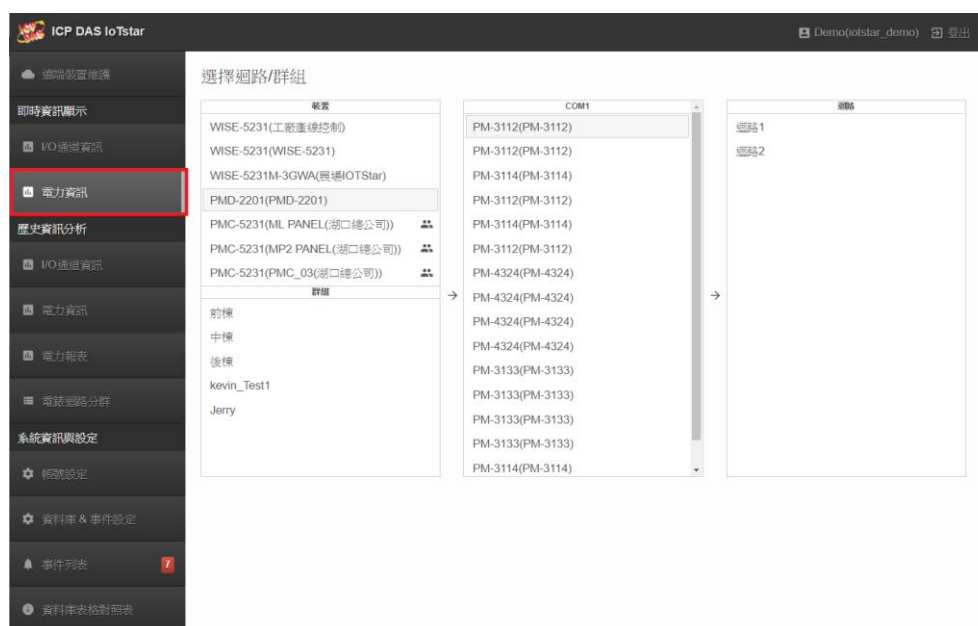 ICP DAS IoTstar
Demo(iotstar_demo) 登出
遠端裝置維護
即時資訊顯示
I/O通道資訊
電力資訊
歷史資訊分析
I/O通道資訊
電力資訊
電力報表
電錶迴路分群
系統資訊與設定
帳號設定
資料庫 & 事件設定
事件列表 7
資料庫表格對照表
選擇迴路/群組
裝置
WISE-5231(工廠產線控制)
WISE-5231(WISE-5231)
WISE-5231M-3GWA(展場IOTStar)
PMD-2201(PMD-2201)
PMC-5231(ML PANEL(湖口總公司))
PMC-5231(MP2 PANEL(湖口總公司))
PMC-5231(PMC_03(湖口總公司))
群組
前棟
中棟
後棟
kevin_Test1
Jerry
COM1
PM-3112(PM-3112)
PM-3112(PM-3112)
PM-3114(PM-3114)
PM-3112(PM-3112)
PM-3114(PM-3114)
PM-3112(PM-3112)
PM-4324(PM-4324)
PM-4324(PM-4324)
PM-4324(PM-4324)
PM-4324(PM-4324)
PM-3133(PM-3133)
PM-3133(PM-3133)
PM-3133(PM-3133)
PM-3133(PM-3133)
PM-3114(PM-3114)
迴路
迴路1
迴路2